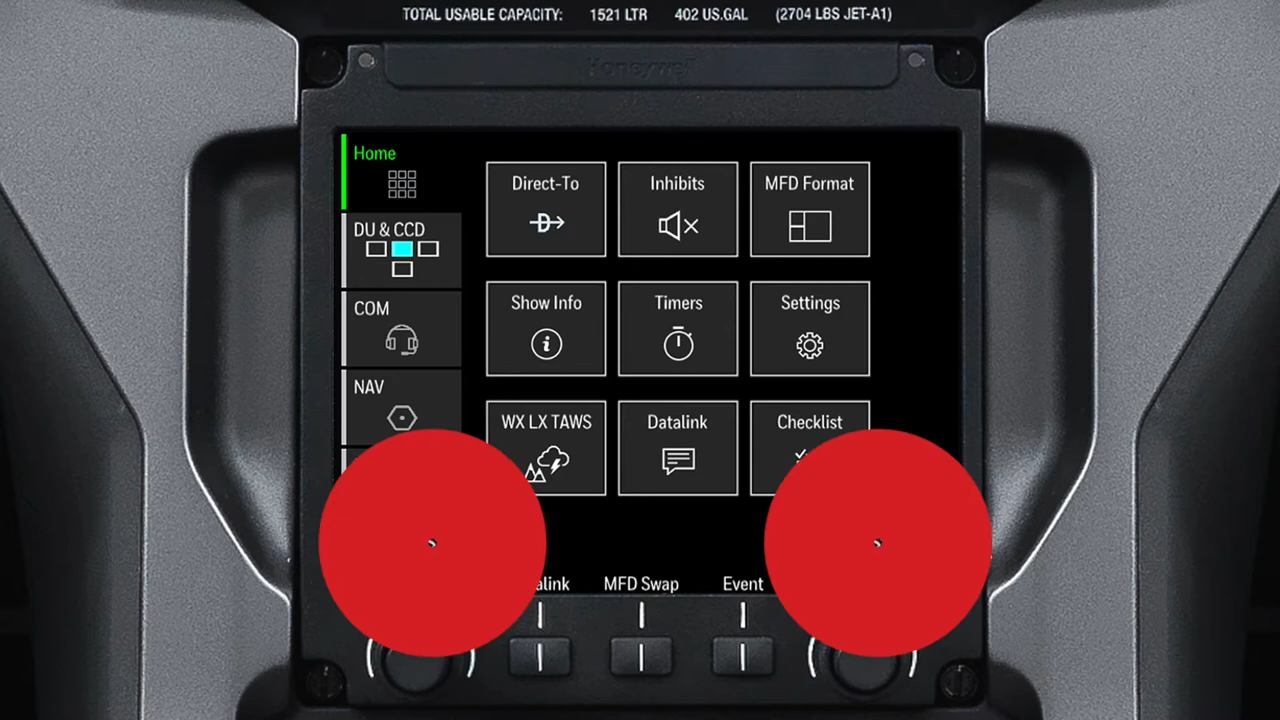 TOTAL USABLE CAPACITY: 1521 LTR 402 US.GAL (2704 LBS JET-A1)
Honeywell
Home
Direct-To
Inhibits
MFD Format
DU & CCD
COM
Show Info
Timers
Settings
NAV
WX LX TAWS
Datalink
Checklist
MFD Swap
Event